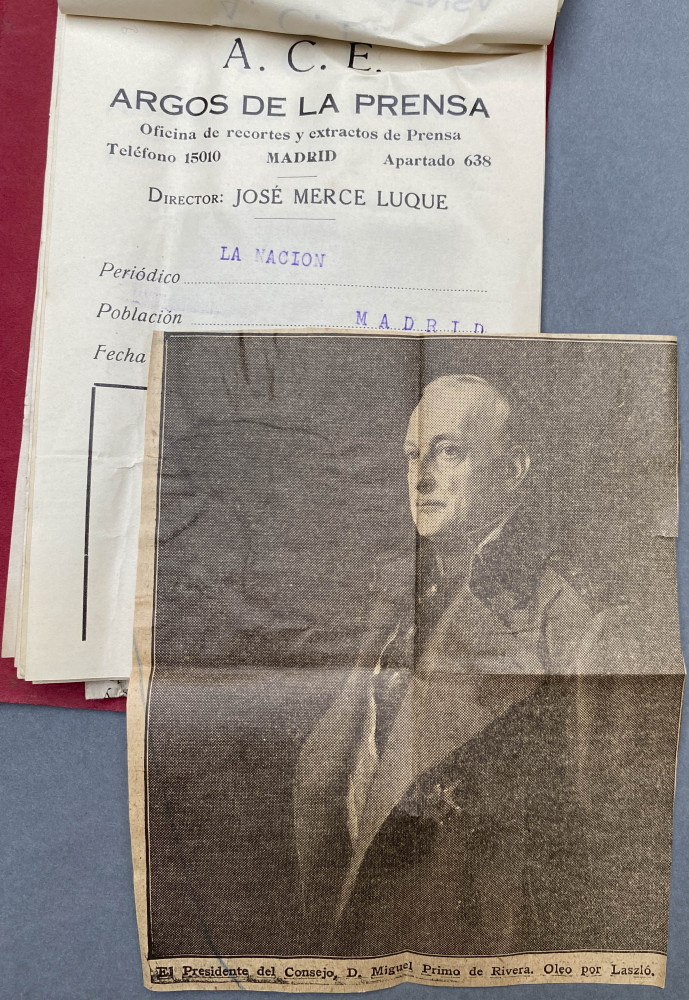 A. C. E.
ARGOS DE LA PRENSA
Oficina de recortes y extractos de Prensa
Teléfono 15010 MADRID Apartado 638
DIRECTOR: JOSÉ MERCE LUQUE
Periódico LA NACION
Población MADRID
Fecha
El Presidente del Consejo, D. Miguel Primo de Rivera. Oleo por Laszló.